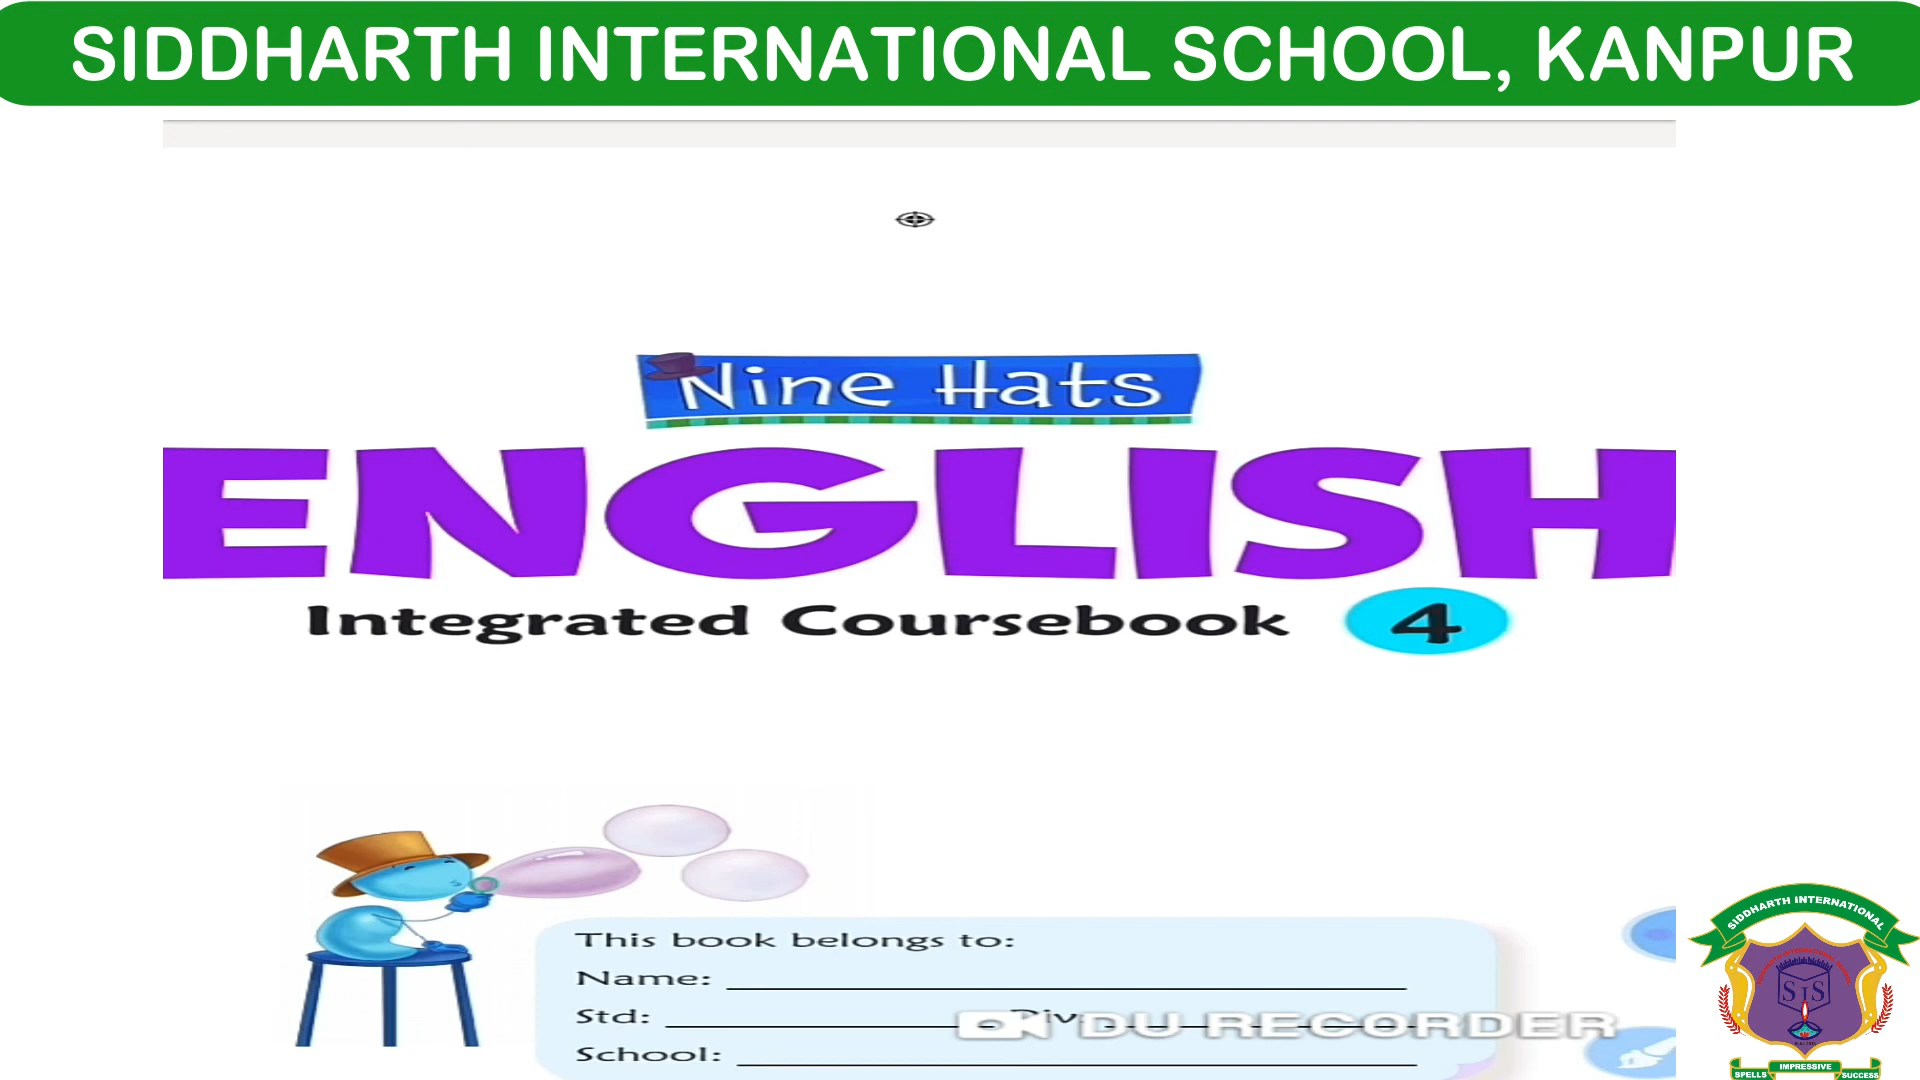 SIDDHARTH INTERNATIONAL SCHOOL, KANPUR
Nine Hats
ENGLISH
Integrated Coursebook 4
This book belongs to:
Name:
Std: Div:
School:
DU RECORDER
SIDDHARTH INTERNATIONAL
SIS
SPELLS IMPRESSIVE SUCCESS